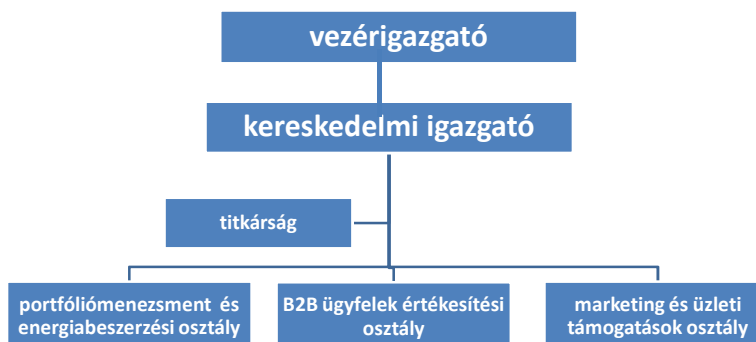 vezérigazgató
kereskedelmi igazgató
titkárság
portfóliómenezsment és
energiabeszerzési osztály
B2B ügyfelek értékesítési
osztály
marketing és üzleti
támogatások osztály